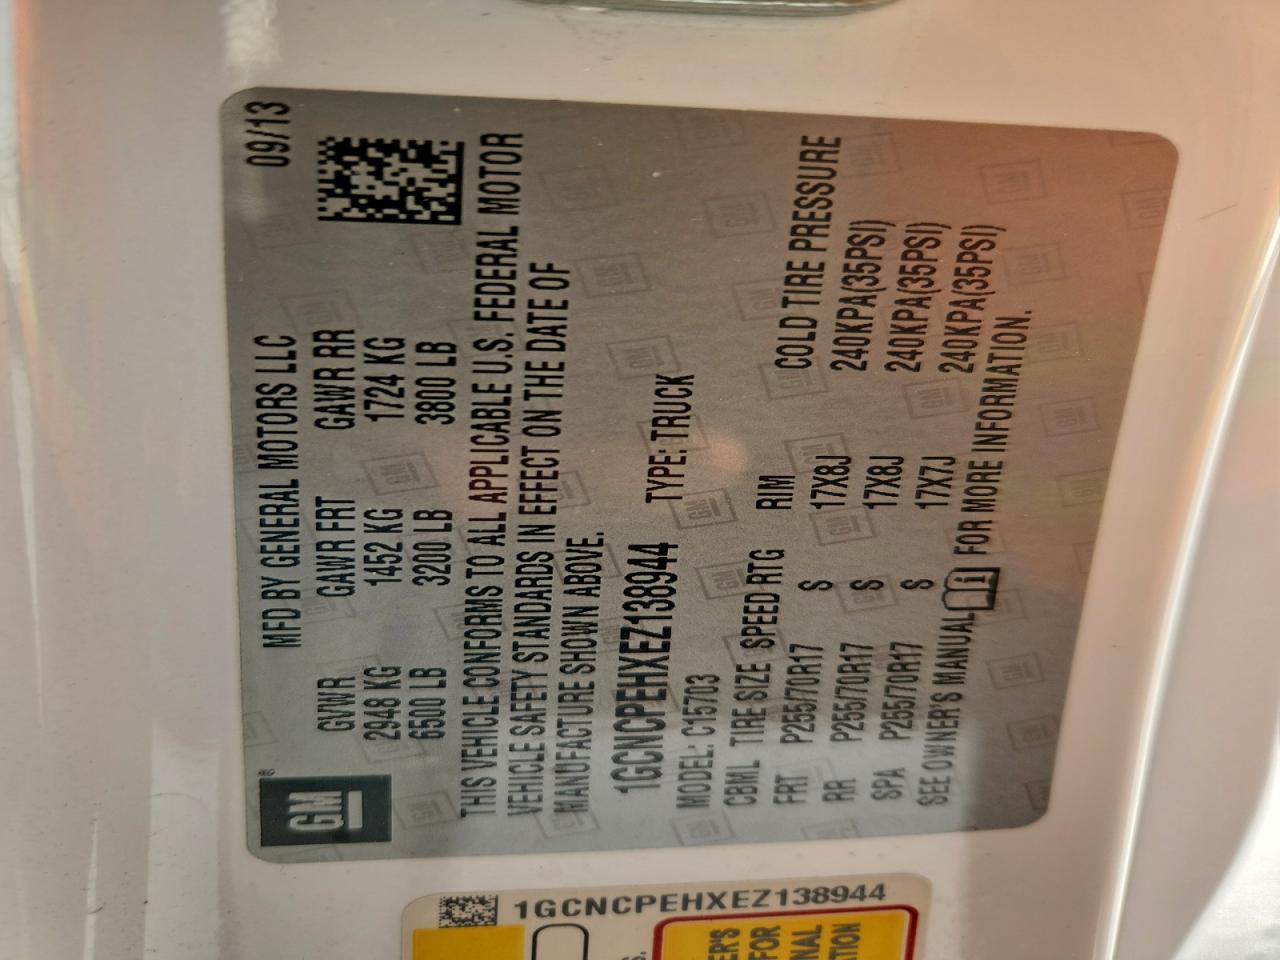 GM
®
MFD BY GENERAL MOTORS LLC 09/13
GVWR GAWR FRT GAWR RR
2948 KG 1452 KG 1724 KG
6500 LB 3200 LB 3800 LB
THIS VEHICLE CONFORMS TO ALL APPLICABLE U.S. FEDERAL MOTOR
VEHICLE SAFETY STANDARDS IN EFFECT ON THE DATE OF
MANUFACTURE SHOWN ABOVE.
1GCNCPEHXEZ138944 TYPE: TRUCK
MODEL: C15703
CBML TIRE SIZE SPEED RTG RIM COLD TIRE PRESSURE
FRT P255/70R17 S 17X8J 240KPA(35PSI)
RR P255/70R17 S 17X8J 240KPA(35PSI)
SPA P255/70R17 S 17X7J 240KPA(35PSI)
SEE OWNER'S MANUAL i FOR MORE INFORMATION.
1GCNCPEHXEZ138944
FOR